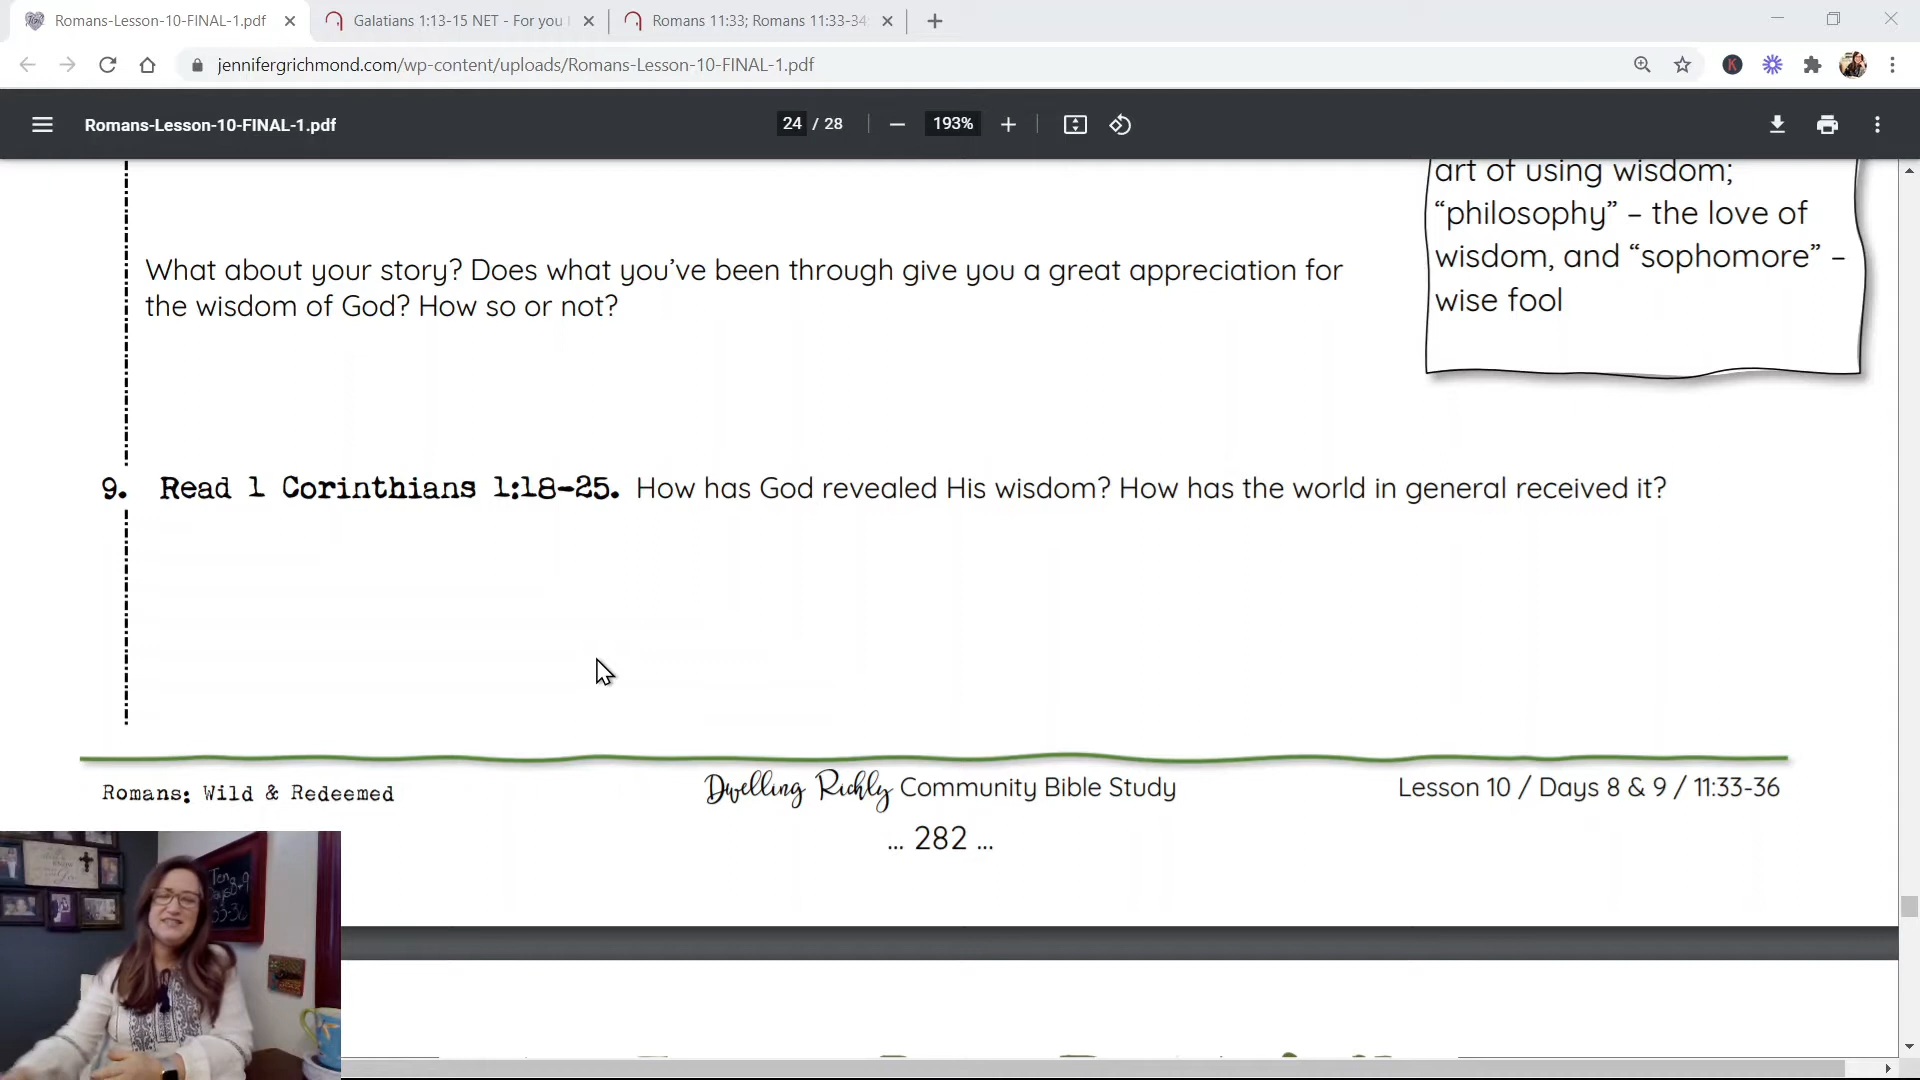 Romans-Lesson-10-FINAL-1.pdf
Galatians 1:13-15 NET - For you
Romans 11:33; Romans 11:33-34;
jennifergrichmond.com/wp-content/uploads/Romans-Lesson-10-FINAL-1.pdf
K
Romans-Lesson-10-FINAL-1.pdf
24 / 28
193%
art of using wisdom;
“philosophy” – the love of
wisdom, and “sophomore” –
wise fool
What about your story? Does what you’ve been through give you a great appreciation for
the wisdom of God? How so or not?
9. Read 1 Corinthians 1:18-25. How has God revealed His wisdom? How has the world in general received it?
Romans: Wild & Redeemed
Dwelling Richly Community Bible Study
Lesson 10 / Days 8 & 9 / 11:33-36
... 282 ...
Ten
Days 8+9
33-36